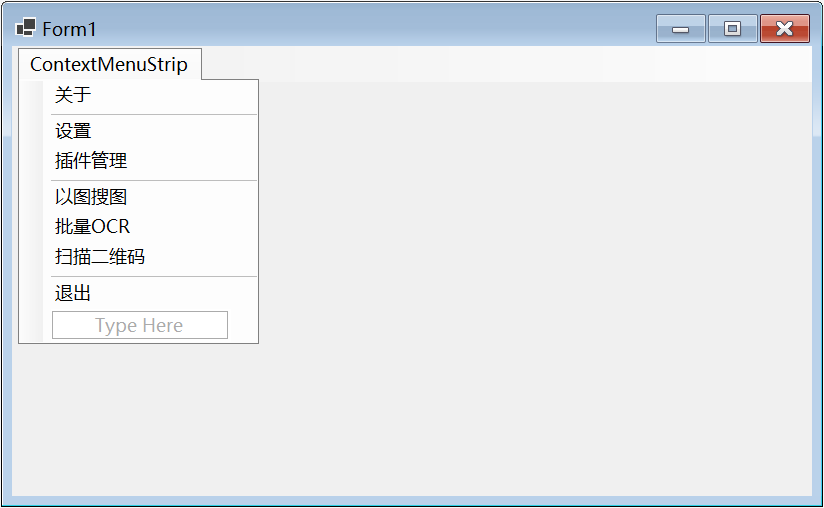 Form1
ContextMenuStrip
关于
设置
插件管理
以图搜图
批量OCR
扫描二维码
退出
Type Here